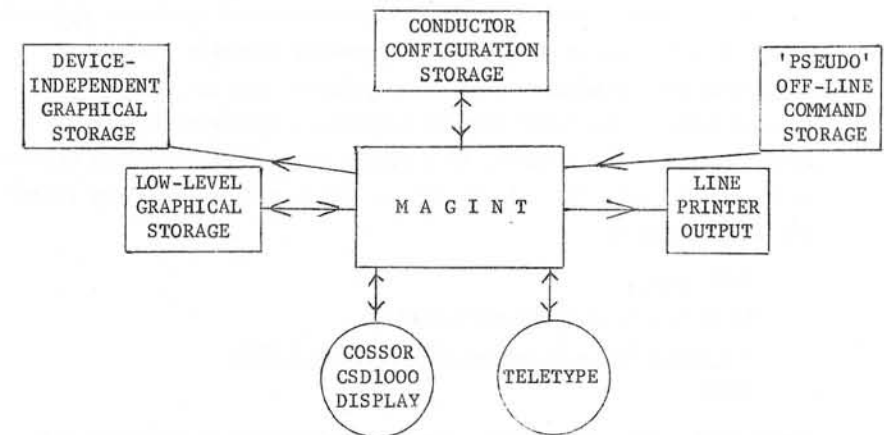 CONDUCTOR
CONFIGURATION
STORAGE
DEVICE-
INDEPENDENT
GRAPHICAL
STORAGE
'PSEUDO'
OFF-LINE
COMMAND
STORAGE
LOW-LEVEL
GRAPHICAL
STORAGE
M A G I N T
LINE
PRINTER
OUTPUT
COSSOR
CSD1000
DISPLAY
TELETYPE